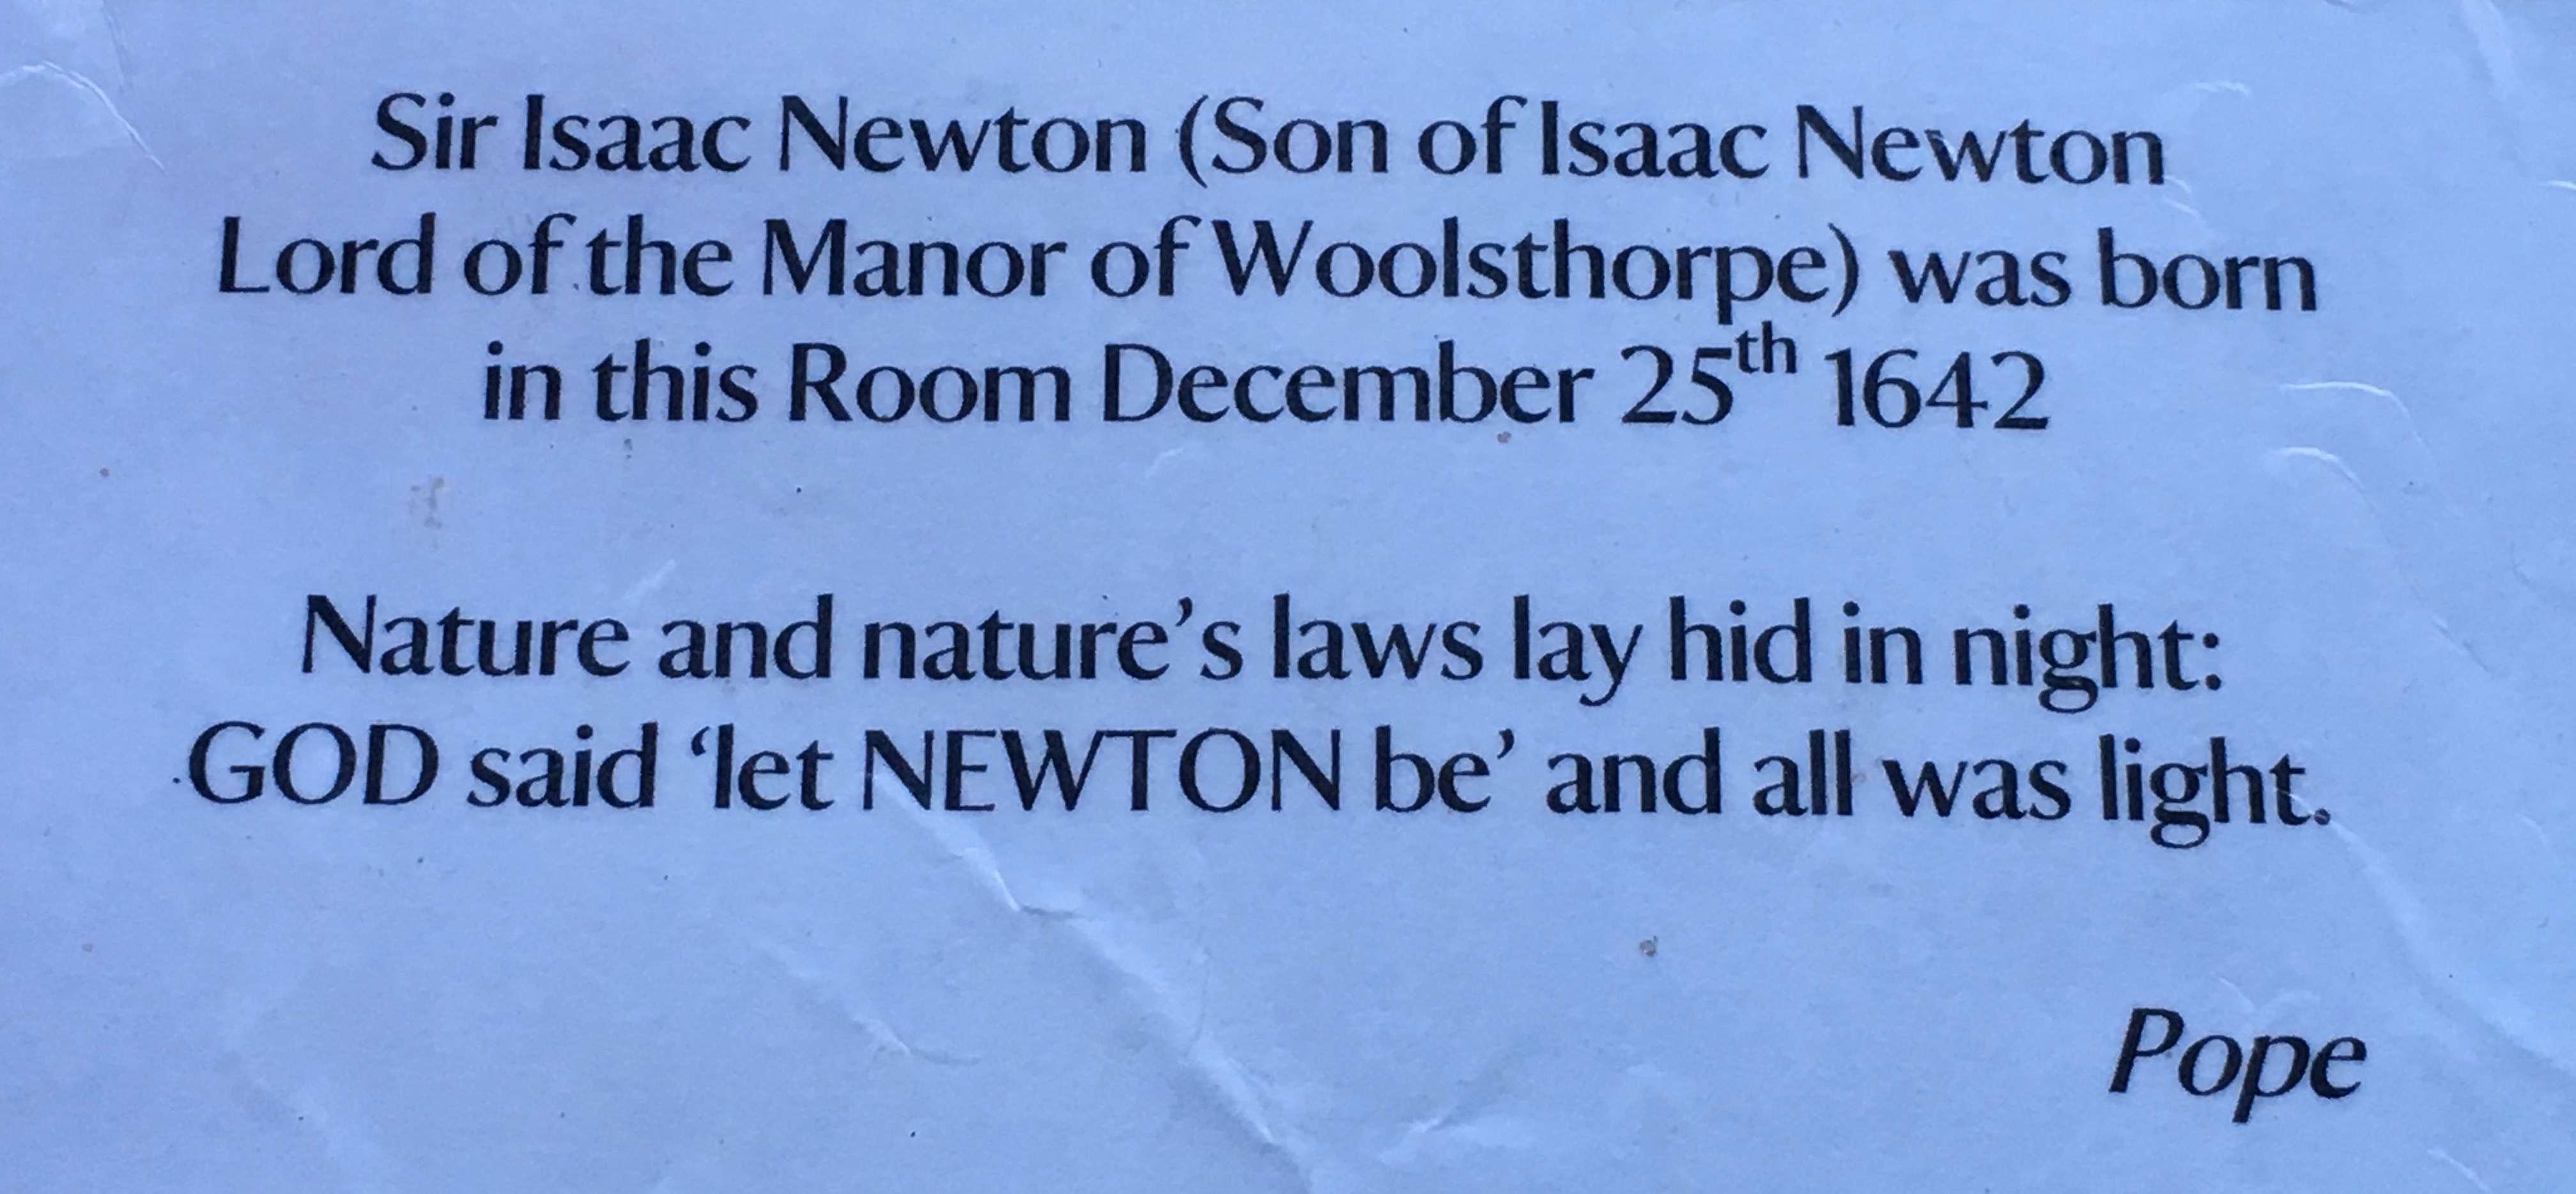 Sir Isaac Newton (Son of Isaac Newton
Lord of the Manor of Woolsthorpe) was born
in this Room December 25th 1642
Nature and nature’s laws lay hid in night:
GOD said ‘let NEWTON be’ and all was light.
Pope